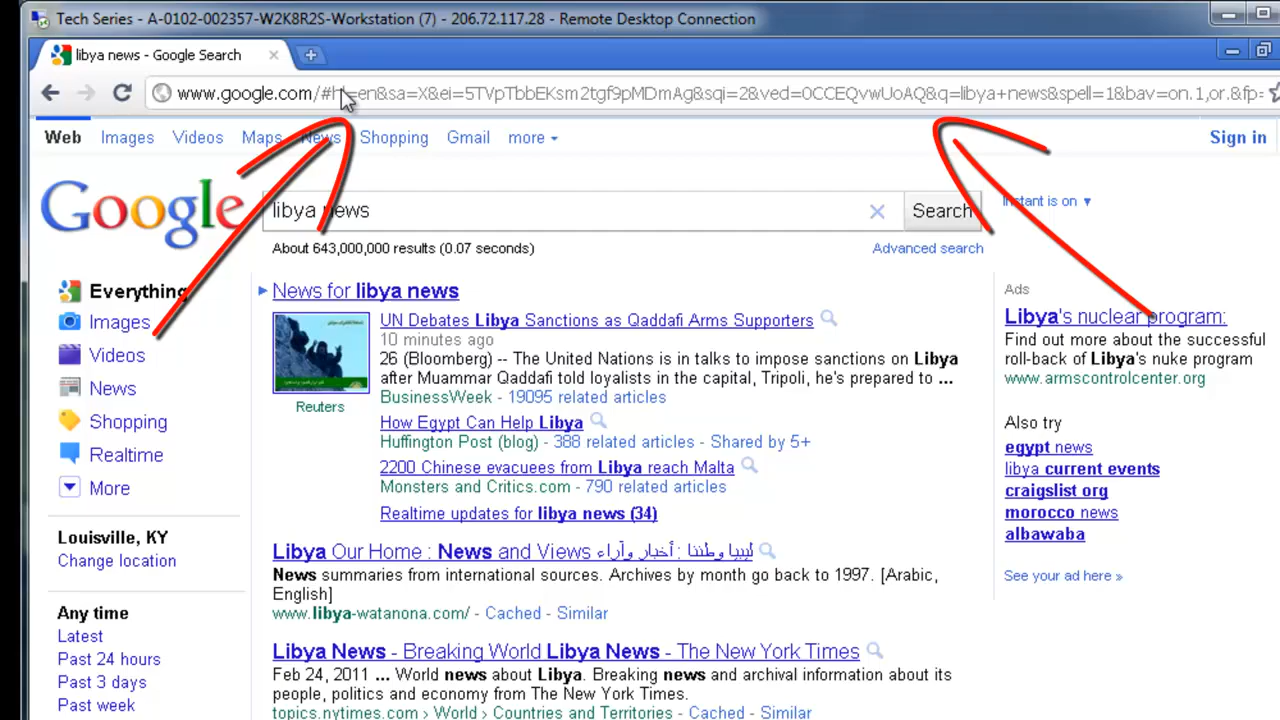 Tech Series - A-0102-002357-W2K8R2S-Workstation (7) - 206.72.117.28 - Remote Desktop Connection
libya news - Google Search
www.google.com/#hl=en&sa=X&ei=5TVpTbbEKsm2tgf9pMDmAg&sqi=2&ved=0CCEQvwUoAQ&q=libya+news&spell=1&bav=on.1,or.&fp=
Web Images Videos Maps News Shopping Gmail more
Sign in
Google
libya news
Search
Instant is on ▼
About 643,000,000 results (0.07 seconds)
Advanced search
Everything
Images
Videos
News
Shopping
Realtime
More
Louisville, KY
Change location
Any time
Latest
Past 24 hours
Past 3 days
Past week
News for libya news
UN Debates Libya Sanctions as Qaddafi Arms Supporters
10 minutes ago
26 (Bloomberg) -- The United Nations is in talks to impose sanctions on Libya
after Muammar Qaddafi told loyalists in the capital, Tripoli, he's prepared to ...
BusinessWeek - 19095 related articles
Reuters
How Egypt Can Help Libya
Huffington Post (blog) - 388 related articles - Shared by 5+
2200 Chinese evacuees from Libya reach Malta
Monsters and Critics.com - 790 related articles
Realtime updates for libya news (34)
Libya Our Home : News and Views ليبيا وطننا : أخبار وآراء
News summaries from international sources. Archives by month go back to 1997. [Arabic,
English]
www.libya-watanona.com/ - Cached - Similar
Libya News - Breaking World Libya News - The New York Times
Feb 24, 2011 ... World news about Libya. Breaking news and archival information about its
people, politics and economy from The New York Times.
topics.nytimes.com › World › Countries and Territories - Cached - Similar
Ads
Libya's nuclear program:
Find out more about the successful
roll-back of Libya's nuke program
www.armscontrolcenter.org
Also try
egypt news
libya current events
craigslist org
morocco news
albawaba
See your ad here »